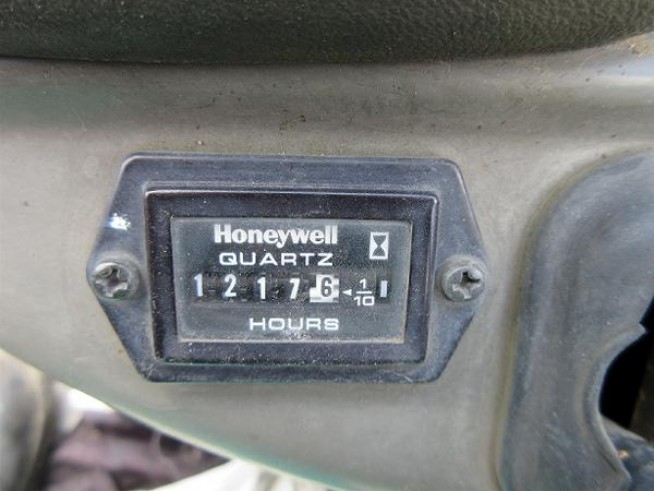 Honeywell
QUARTZ
1 2 1 7 6 ◄ 1/10
HOURS